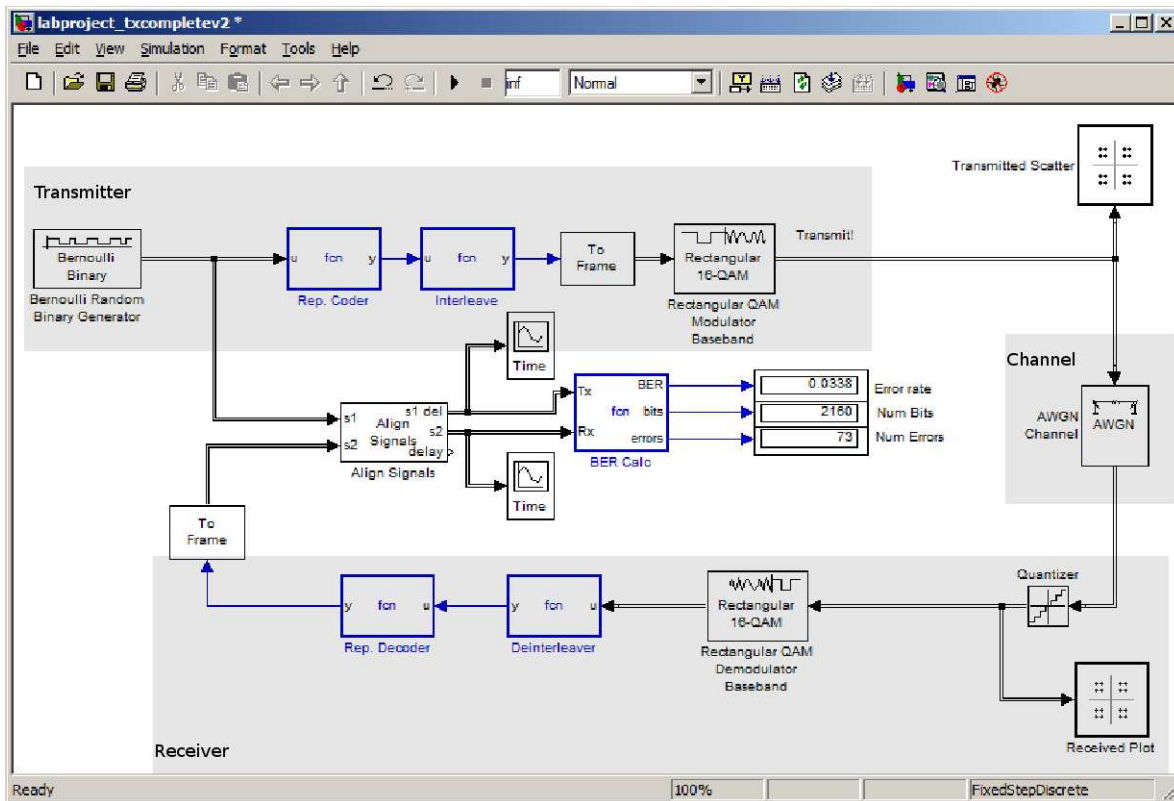 labproject_txcompletev2 *
File Edit View Simulation Format Tools Help
inf
Normal
Transmitted Scatter
Transmitter
Bernoulli
Binary
Bernoulli Random
Binary Generator
u fcn y
Rep. Coder
u fcn y
Interleave
To
Frame
Rectangular
16-QAM
Rectangular QAM
Modulator
Baseband
Transmit!
Time
Channel
AWGN
Channel
AWGN
s1
s2
Align
Signals
s1 del
s2
delay
Align Signals
Tx
Rx
fcn
BER
bits
errors
BER Calc
0.0338 Error rate
2160 Num Bits
73 Num Errors
Time
To
Frame
Quantizer
y fcn u
Rep. Decoder
y fcn u
Deinterleaver
Rectangular
16-QAM
Rectangular QAM
Demodulator
Baseband
Received Plot
Receiver
Ready
100%
FixedStepDiscrete